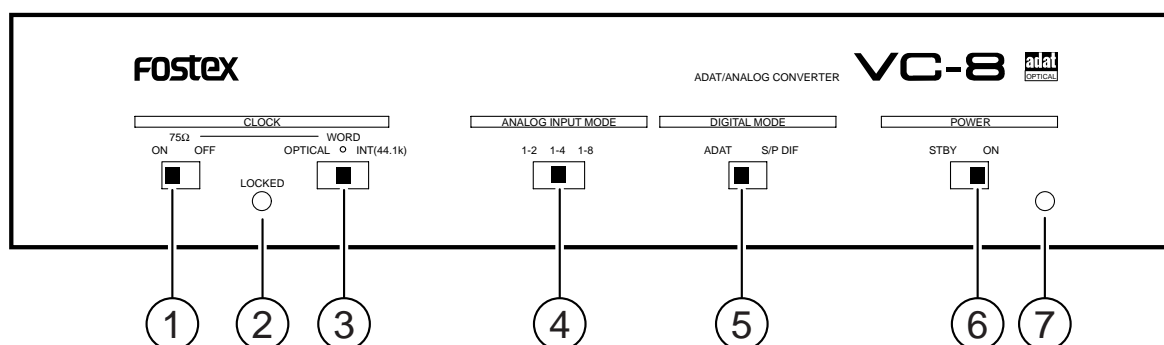 FOSTEX
ADAT/ANALOG CONVERTER VC-8 adat
OPTICAL
CLOCK ANALOG INPUT MODE DIGITAL MODE POWER
75Ω WORD
ON OFF OPTICAL INT(44.1k) 1-2 1-4 1-8 ADAT S/P DIF STBY ON
LOCKED
1 2 3 4 5 6 7